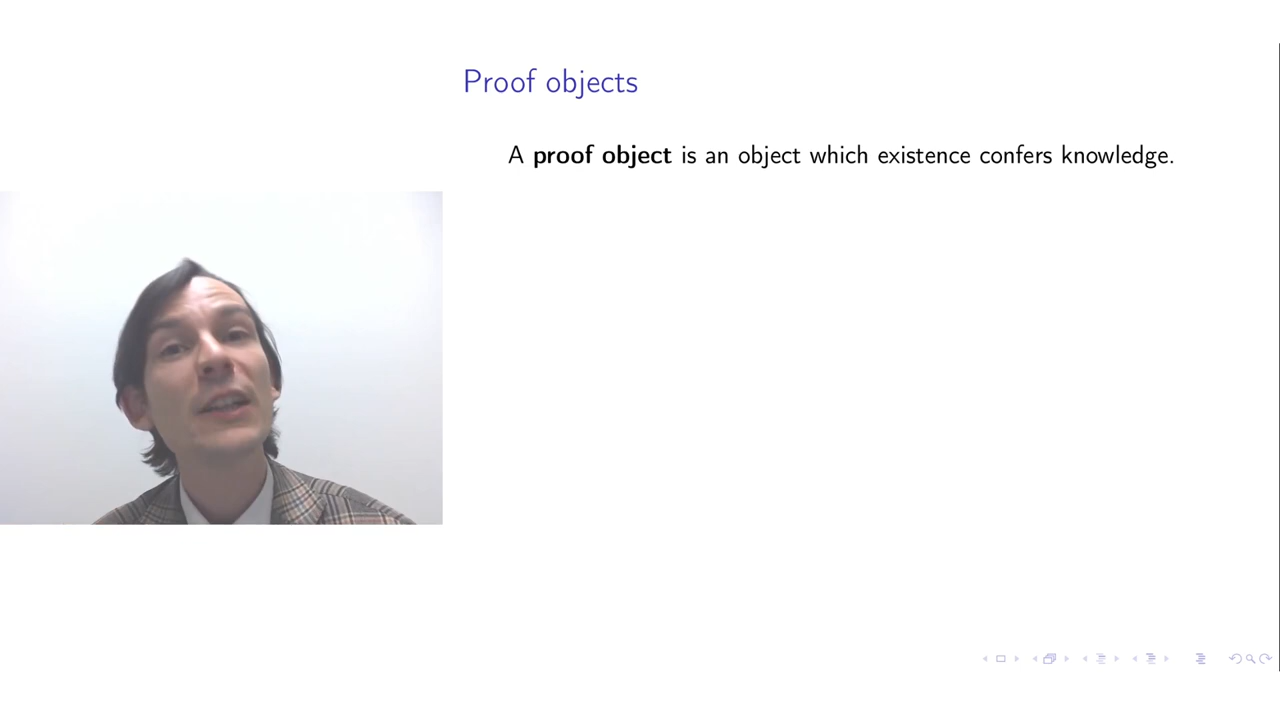 Proof objects
A proof object is an object which existence confers knowledge.